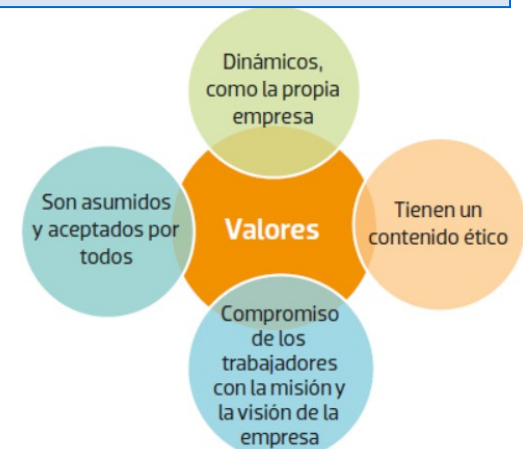 Dinámicos,
como la propia
empresa
Son asumidos
y aceptados por
todos
Valores
Tienen un
contenido ético
Compromiso
de los
trabajadores
con la misión y
la visión de la
empresa